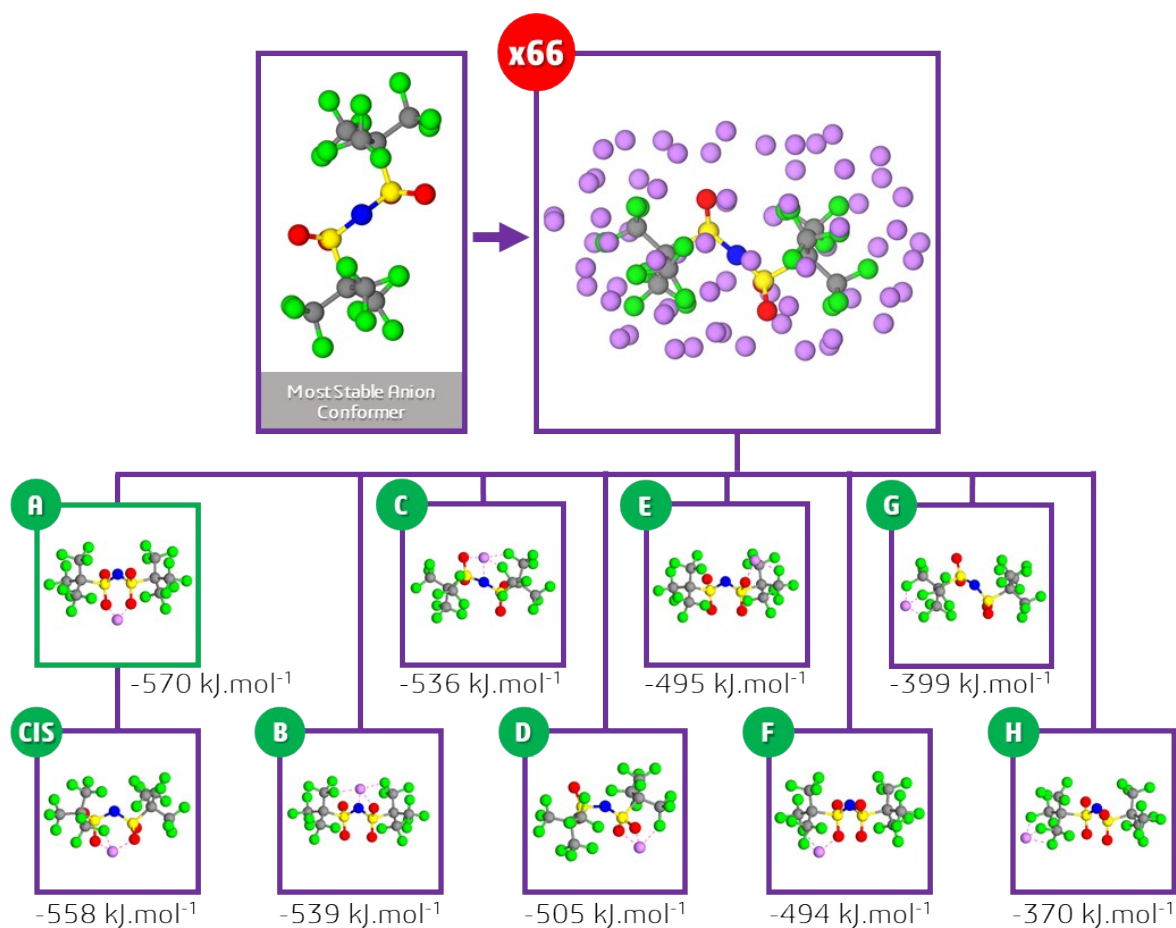 x66
Most Stable Anion
Conformer
A
C
E
G
-570 kJ.mol⁻¹
-536 kJ.mol⁻¹
-495 kJ.mol⁻¹
-399 kJ.mol⁻¹
CIS
B
D
F
H
-558 kJ.mol⁻¹
-539 kJ.mol⁻¹
-505 kJ.mol⁻¹
-494 kJ.mol⁻¹
-370 kJ.mol⁻¹